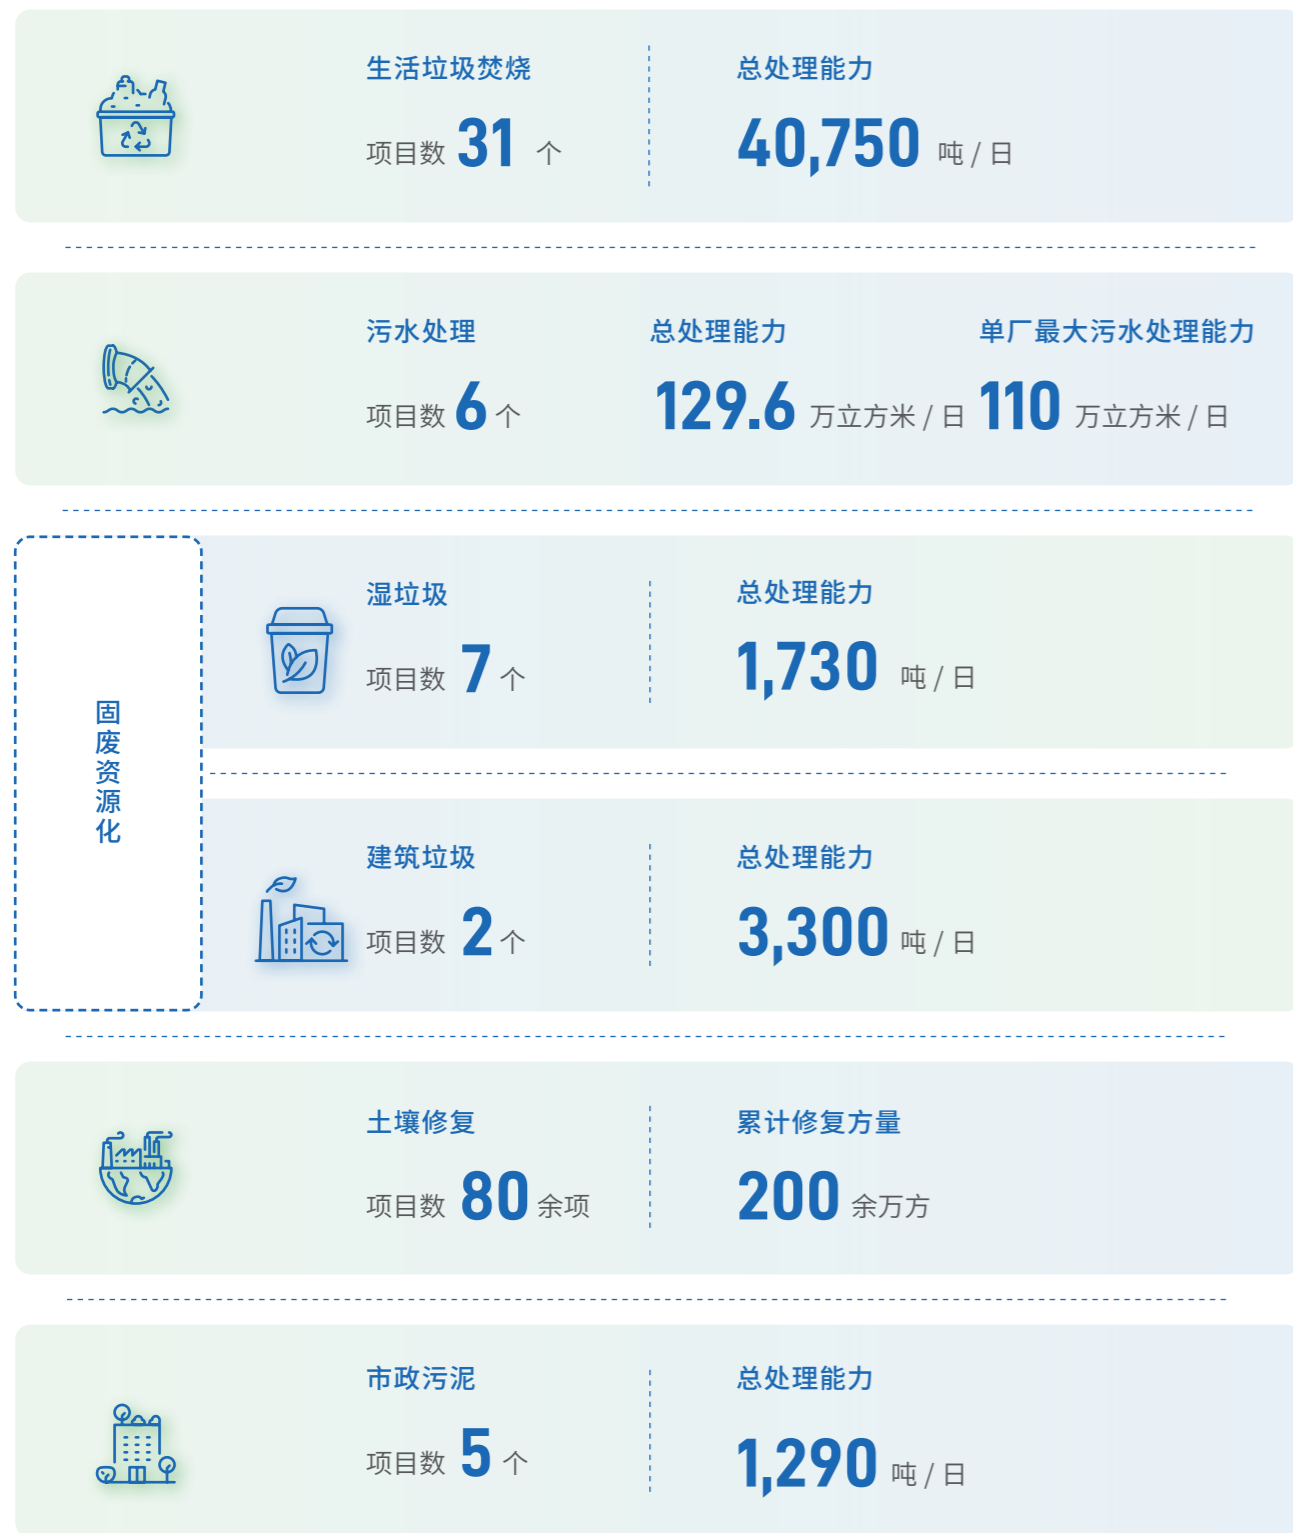 生活垃圾焚烧
项目数 31 个
总处理能力
40,750 吨 / 日
污水处理
项目数 6 个
总处理能力
129.6 万立方米 / 日
单厂最大污水处理能力
110 万立方米 / 日
固废资源化
湿垃圾
项目数 7 个
总处理能力
1,730 吨 / 日
建筑垃圾
项目数 2 个
总处理能力
3,300 吨 / 日
土壤修复
项目数 80 余项
累计修复方量
200 余万方
市政污泥
项目数 5 个
总处理能力
1,290 吨 / 日